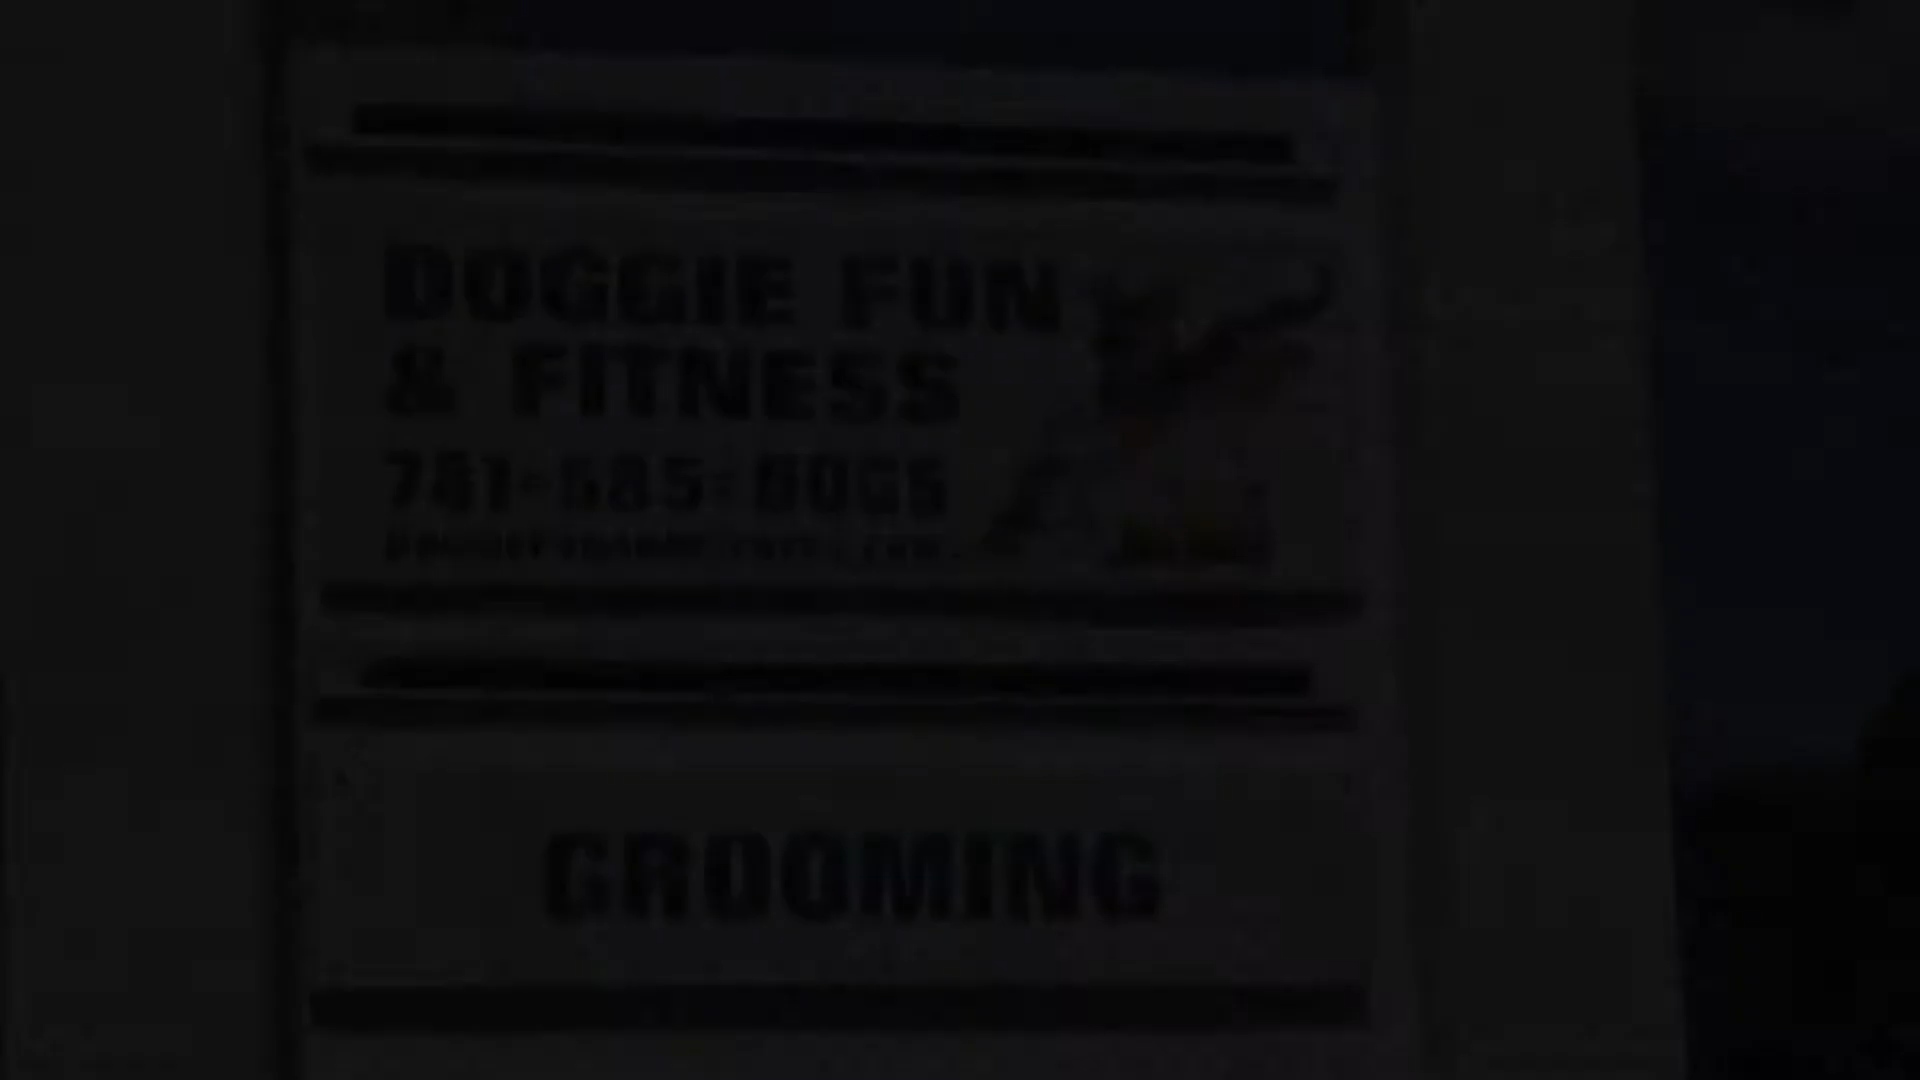 DOGGIE FUN
& FITNESS
781-585-DOGS
GROOMING